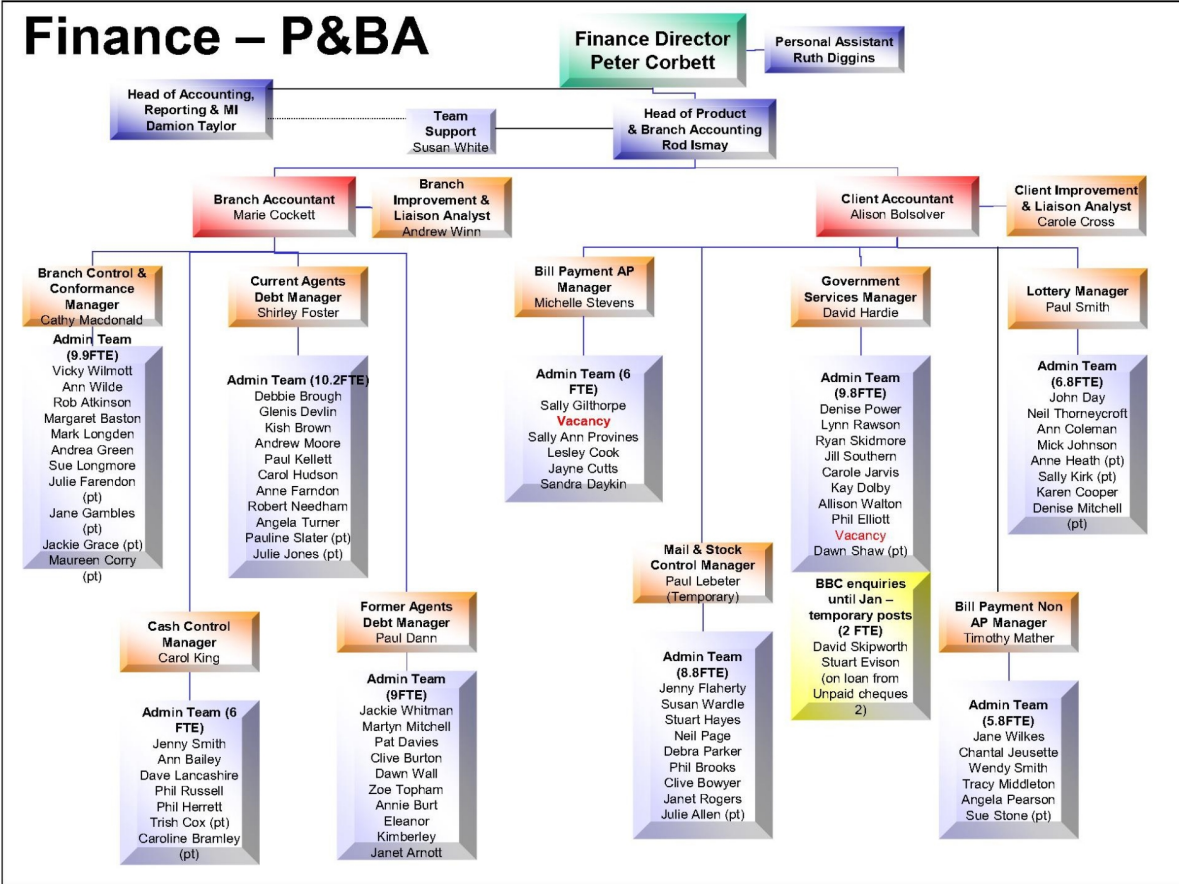 Finance – P&BA
Finance Director
Peter Corbett
Personal Assistant
Ruth Diggins
Head of Accounting,
Reporting & MI
Damion Taylor
Team
Support
Susan White
Head of Product
& Branch Accounting
Rod Ismay
Branch Accountant
Marie Cockett
Branch
Improvement &
Liaison Analyst
Andrew Winn
Client Accountant
Alison Bolsolver
Client Improvement
& Liaison Analyst
Carole Cross
Branch Control &
Conformance
Manager
Cathy Macdonald
Admin Team
(9.9FTE)
Vicky Wilmott
Ann Wilde
Rob Atkinson
Margaret Baston
Mark Longden
Andrea Green
Sue Longmore
Julie Farendon
(pt)
Jane Gambles
(pt)
Jackie Grace (pt)
Maureen Corry
(pt)
Current Agents
Debt Manager
Shirley Foster
Admin Team (10.2FTE)
Debbie Brough
Glenis Devlin
Kish Brown
Andrew Moore
Paul Kellett
Carol Hudson
Anne Farndon
Robert Needham
Angela Turner
Pauline Slater (pt)
Julie Jones (pt)
Bill Payment AP
Manager
Michelle Stevens
Admin Team (6
FTE)
Sally Gilthorpe
Vacancy
Sally Ann Provines
Lesley Cook
Jayne Cutts
Sandra Daykin
Government
Services Manager
David Hardie
Admin Team
(9.8FTE)
Denise Power
Lynn Rawson
Ryan Skidmore
Jill Southern
Carole Jarvis
Kay Dolby
Allison Walton
Phil Elliott
Vacancy
Dawn Shaw (pt)
BBC enquiries
until Jan –
temporary posts
(2 FTE)
David Skipworth
Stuart Evison
(on loan from
Unpaid cheques
2)
Lottery Manager
Paul Smith
Admin Team
(6.8FTE)
John Day
Neil Thorneycroft
Ann Coleman
Mick Johnson
Anne Heath (pt)
Sally Kirk (pt)
Karen Cooper
Denise Mitchell
(pt)
Cash Control
Manager
Carol King
Admin Team (6
FTE)
Jenny Smith
Ann Bailey
Dave Lancashire
Phil Russell
Phil Herrett
Trish Cox (pt)
Caroline Bramley
(pt)
Former Agents
Debt Manager
Paul Dann
Admin Team
(9FTE)
Jackie Whitman
Martyn Mitchell
Pat Davies
Clive Burton
Dawn Wall
Zoe Topham
Annie Burt
Eleanor
Kimberley
Janet Arnott
Mail & Stock
Control Manager
Paul Lebeter
(Temporary)
Admin Team
(8.8FTE)
Jenny Flaherty
Susan Wardle
Stuart Hayes
Neil Page
Debra Parker
Phil Brooks
Clive Bowyer
Janet Rogers
Julie Allen (pt)
Bill Payment Non
AP Manager
Timothy Mather
Admin Team
(5.8FTE)
Jane Wilkes
Chantal Jeusette
Wendy Smith
Tracy Middleton
Angela Pearson
Sue Stone (pt)